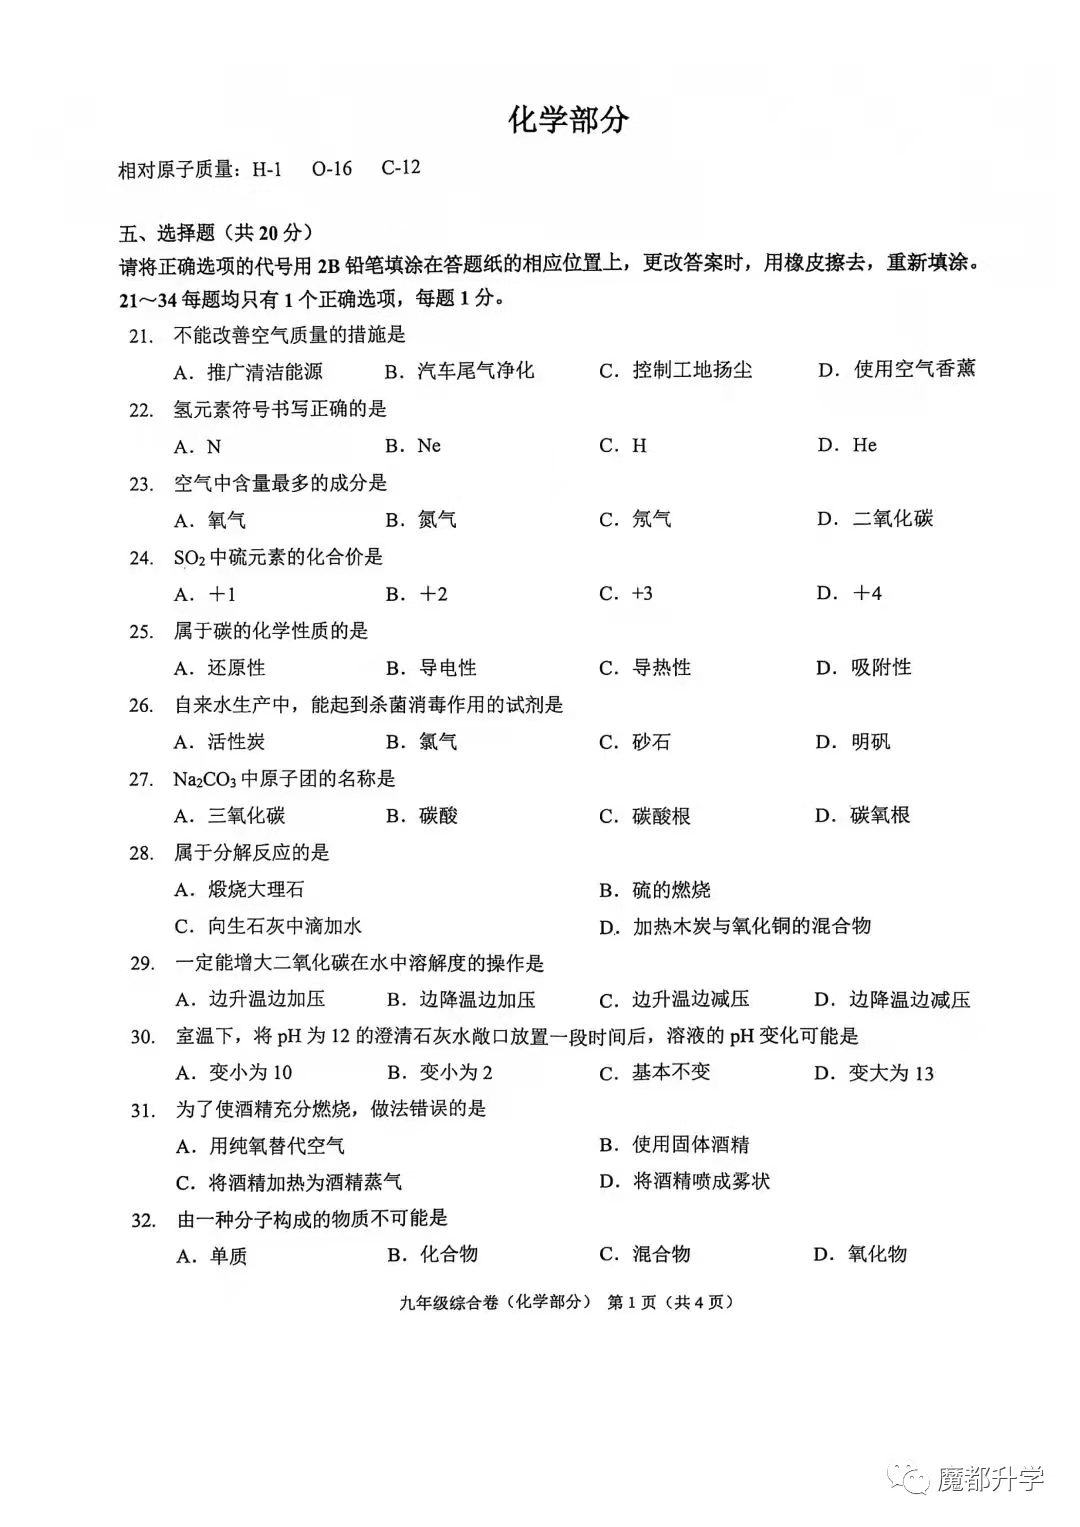 化学部分
相对原子质量：H-1 O-16 C-12
五、选择题（共 20 分）
请将正确选项的代号用 2B 铅笔填涂在答题纸的相应位置上，更改答案时，用橡皮擦去，重新填涂。
21～34 每题均只有 1 个正确选项，每题 1 分。
21. 不能改善空气质量的措施是
A．推广清洁能源 B．汽车尾气净化 C．控制工地扬尘 D．使用空气香薰
22. 氢元素符号书写正确的是
A．N B．Ne C．H D．He
23. 空气中含量最多的成分是
A．氧气 B．氮气 C．氖气 D．二氧化碳
24. SO₂中硫元素的化合价是
A．＋1 B．＋2 C．+3 D．＋4
25. 属于碳的化学性质的是
A．还原性 B．导电性 C．导热性 D．吸附性
26. 自来水生产中，能起到杀菌消毒作用的试剂是
A．活性炭 B．氯气 C．砂石 D．明矾
27. Na₂CO₃中原子团的名称是
A．三氧化碳 B．碳酸 C．碳酸根 D．碳氧根
28. 属于分解反应的是
A．煅烧大理石 B．硫的燃烧
C．向生石灰中滴加水 D．加热木炭与氧化铜的混合物
29. 一定能增大二氧化碳在水中溶解度的操作是
A．边升温边加压 B．边降温边加压 C．边升温边减压 D．边降温边减压
30. 室温下，将 pH 为 12 的澄清石灰水敞口放置一段时间后，溶液的 pH 变化可能是
A．变小为 10 B．变小为 2 C．基本不变 D．变大为 13
31. 为了使酒精充分燃烧，做法错误的是
A．用纯氧替代空气 B．使用固体酒精
C．将酒精加热为酒精蒸气 D．将酒精喷成雾状
32. 由一种分子构成的物质不可能是
A．单质 B．化合物 C．混合物 D．氧化物
九年级综合卷（化学部分） 第 1 页（共 4 页）
魔都升学